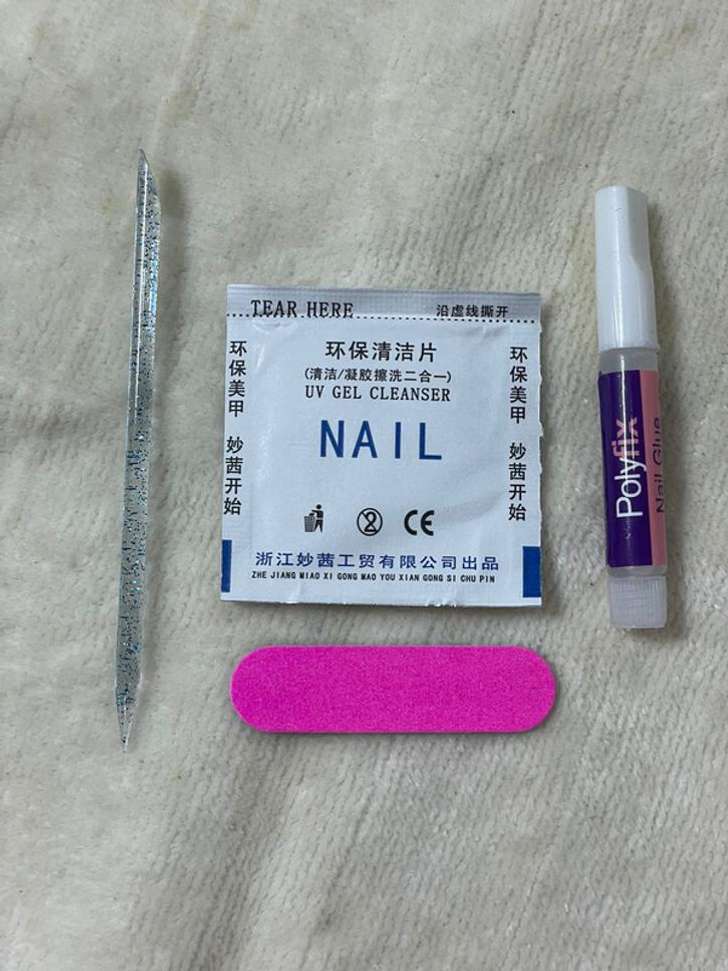 TEAR HERE
沿虚线撕开
环保清洁片
(清洁/凝胶擦洗二合一)
UV GEL CLEANSER
NAIL
环保美甲 妙茜开始
环保美甲 妙茜开始
CE
浙江妙茜工贸有限公司出品
ZHE JIANG MIAO XI GONG MAO YOU XIAN GONG SI CHU PIN
Polyfix
Nail Glue